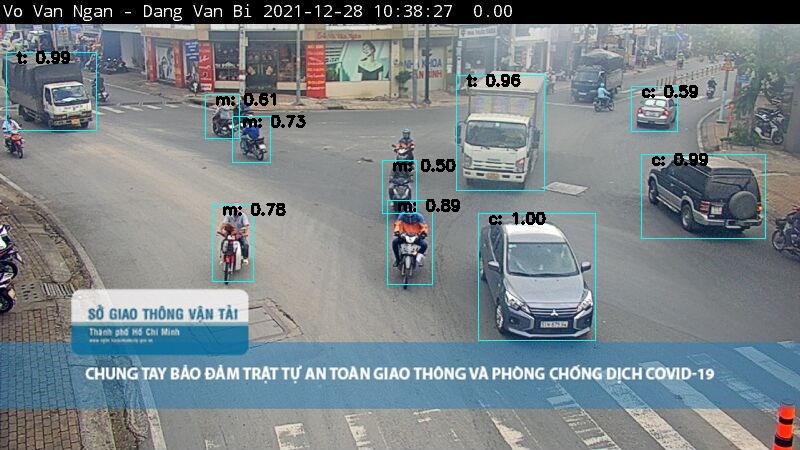 Vo Van Ngan - Dang Van Bi 2021-12-28 10:38:27 0.00
t: 0.99
t: 0.96
m: 0.61
c: 0.59
m: 0.73
m: 0.50
c: 0.99
m: 0.78
m: 0.89
c: 1.00
SỞ GIAO THÔNG VẬN TẢI
Thành phố Hồ Chí Minh
CHUNG TAY BẢO ĐẢM TRẬT TỰ AN TOÀN GIAO THÔNG VÀ PHÒNG CHỐNG DỊCH COVID-19